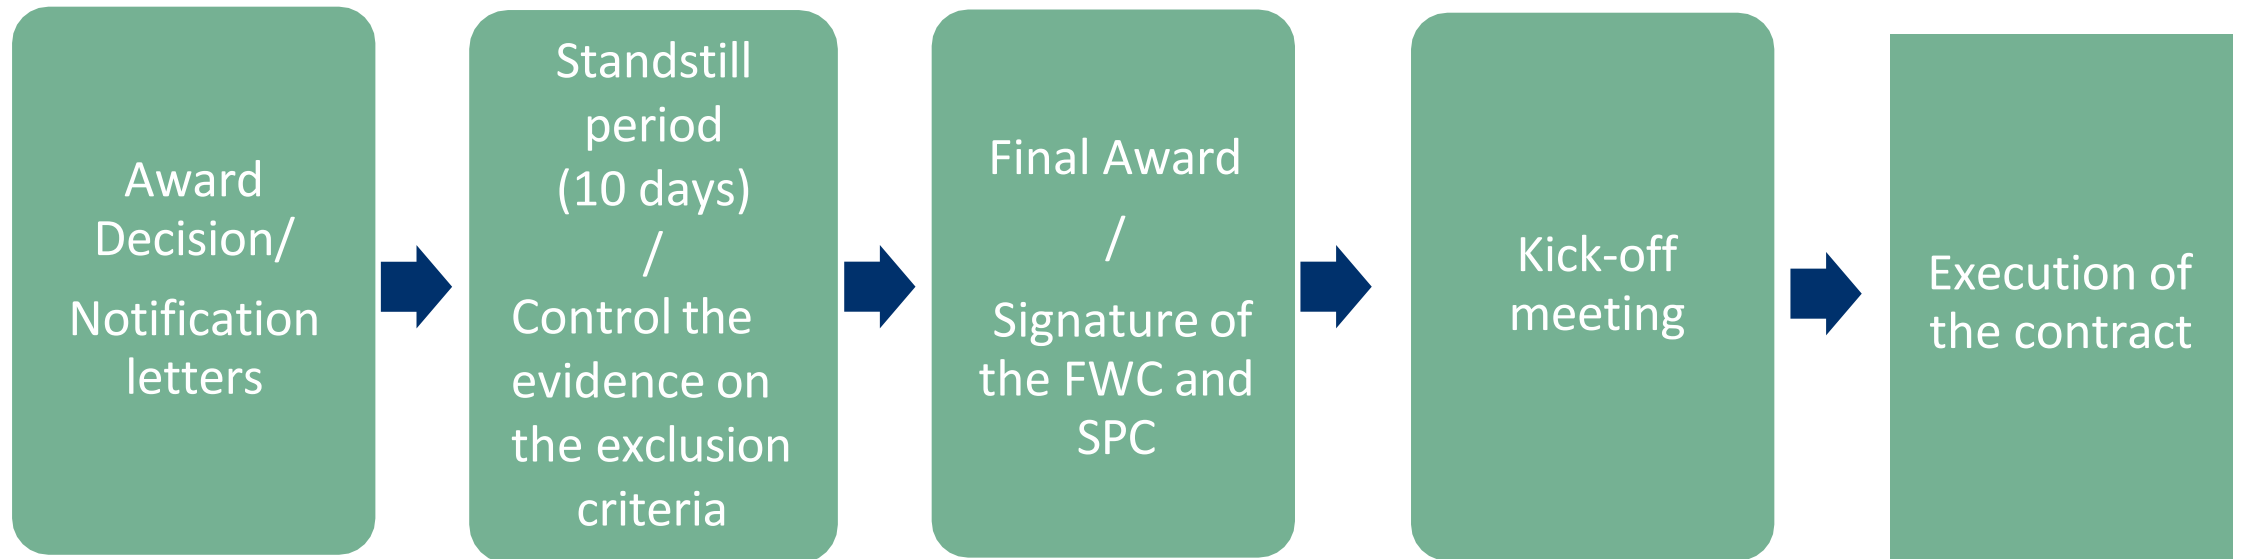 Award
Decision/
Notification
letters
Standstill
period
(10 days)
/
Control the
evidence on
the exclusion
criteria
Final Award
/
Signature of
the FWC and
SPC
Kick-off
meeting
Execution of
the contract